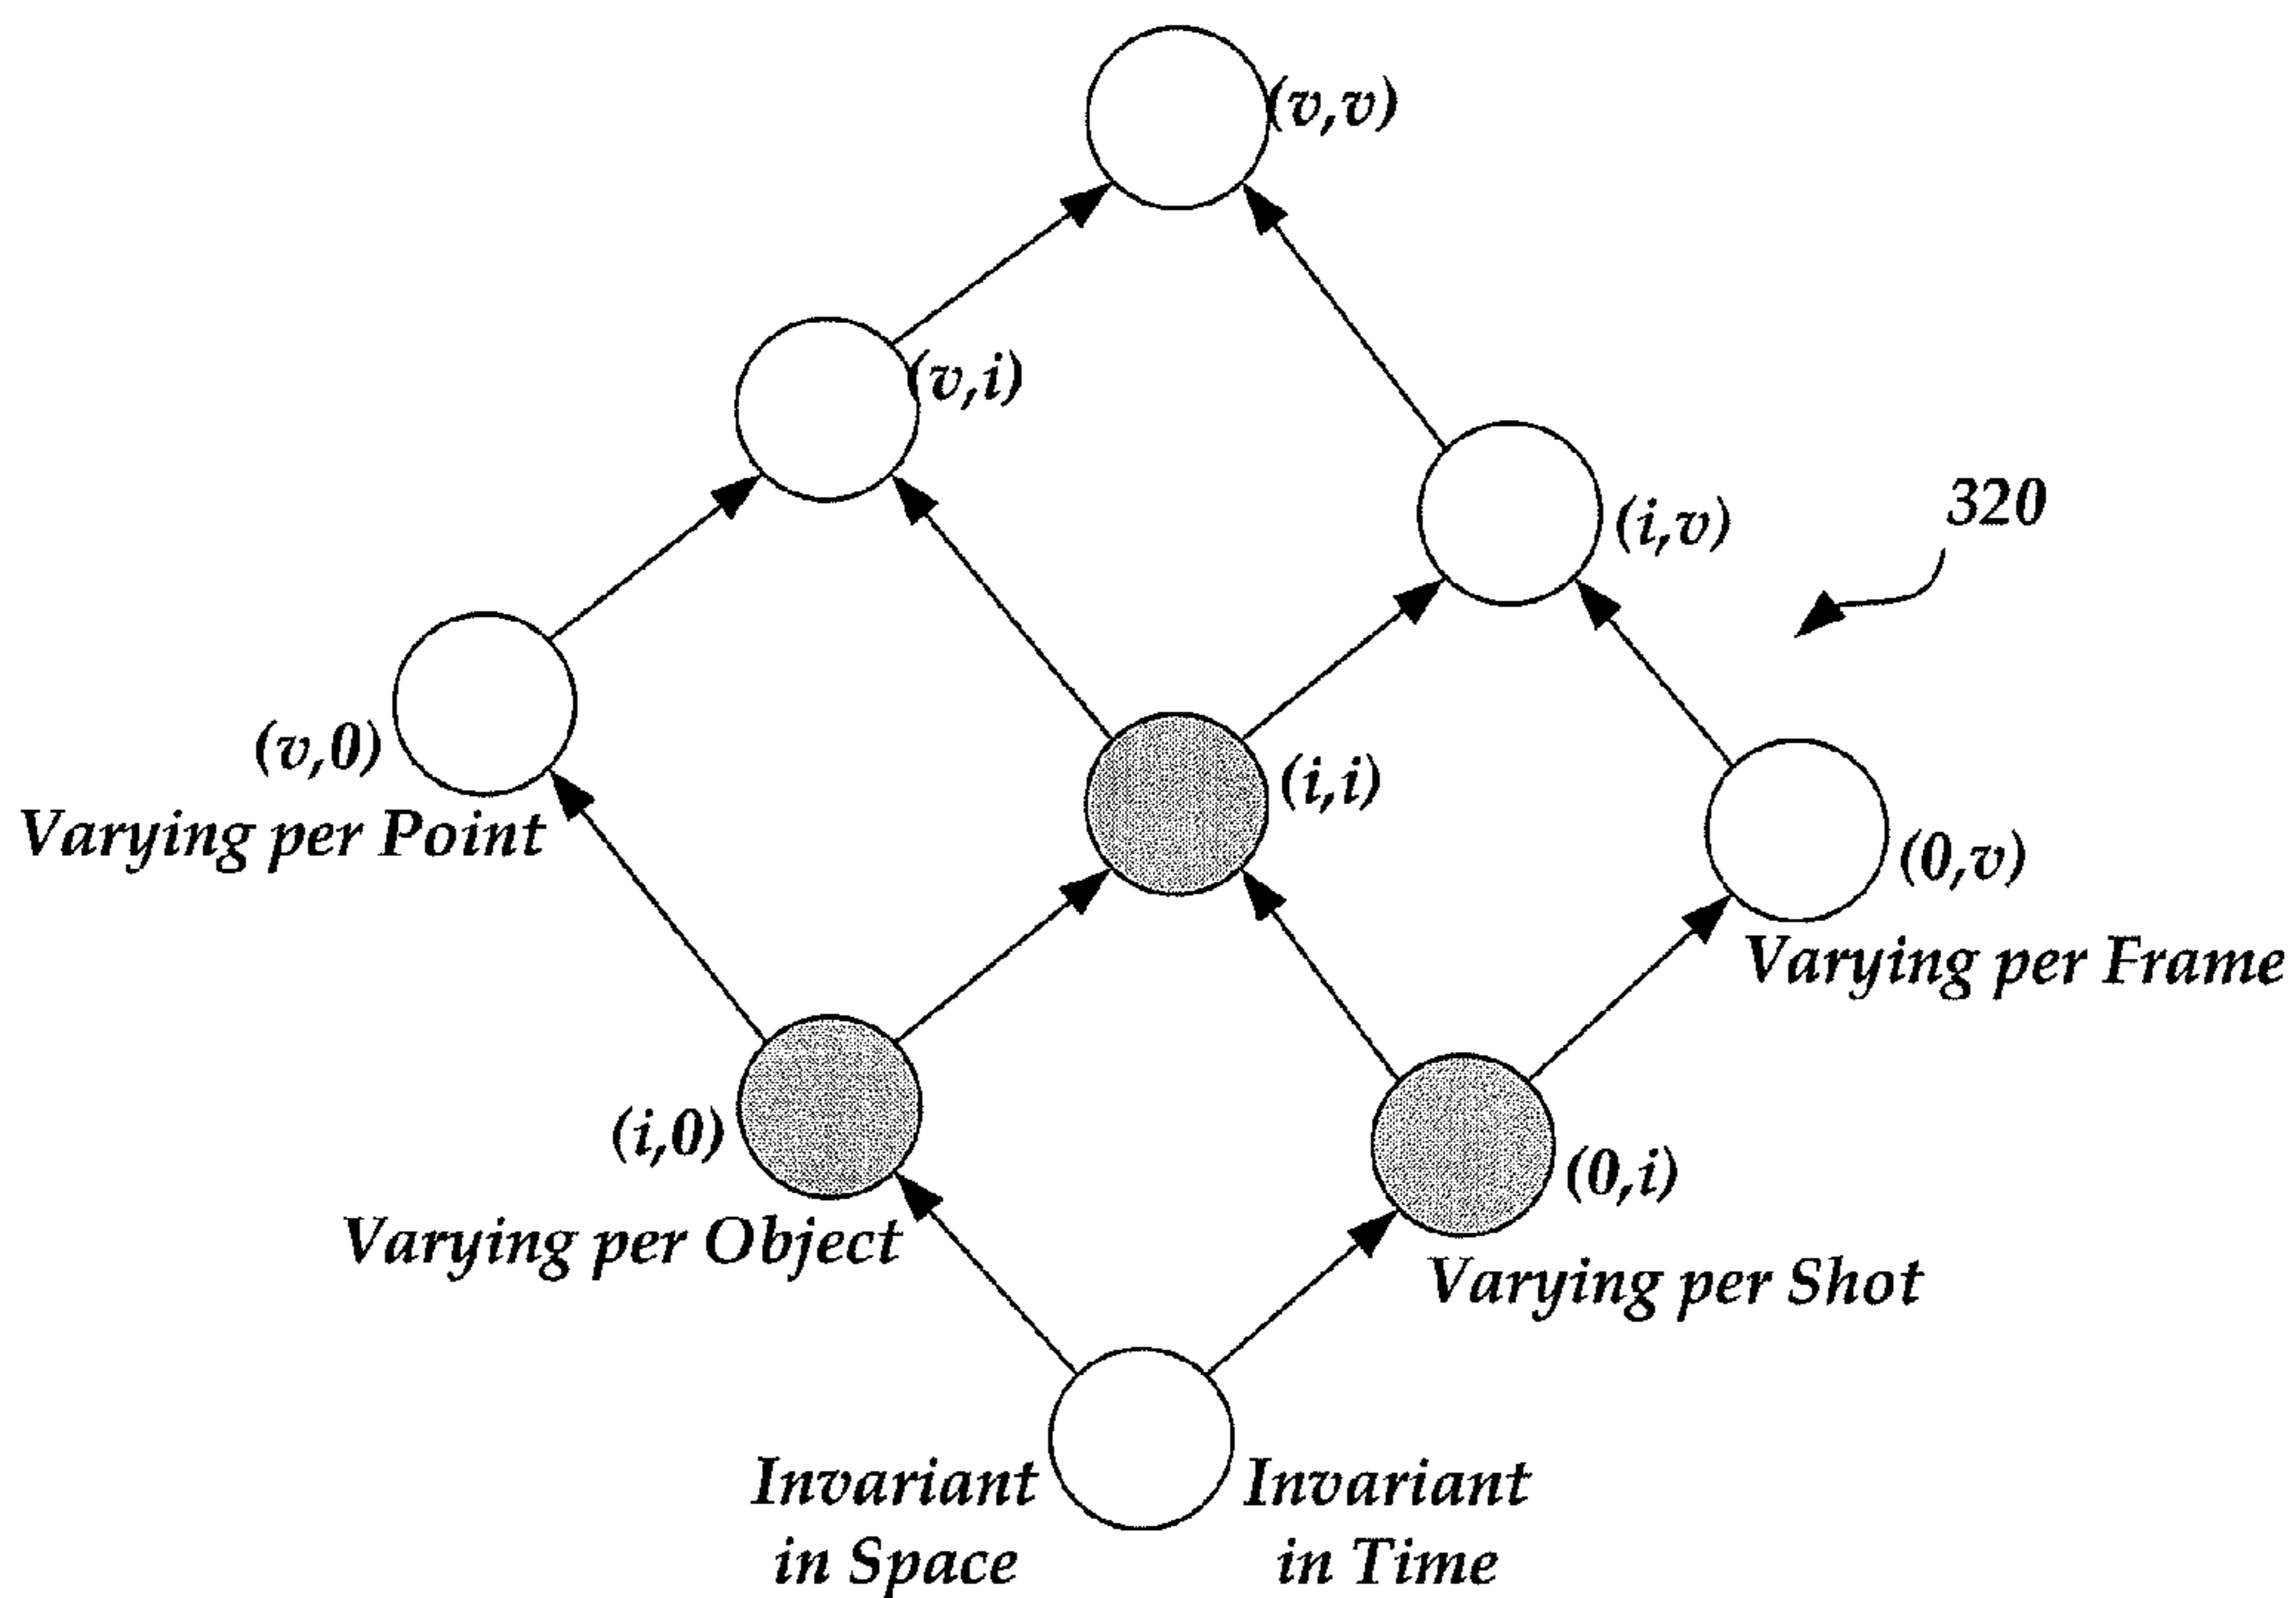 (v,v)
(v,i)
(i,v)
320
(v,0)
Varying per Point
(i,i)
(0,v)
Varying per Frame
(i,0)
Varying per Object
(0,i)
Varying per Shot
Invariant
in Space
Invariant
in Time